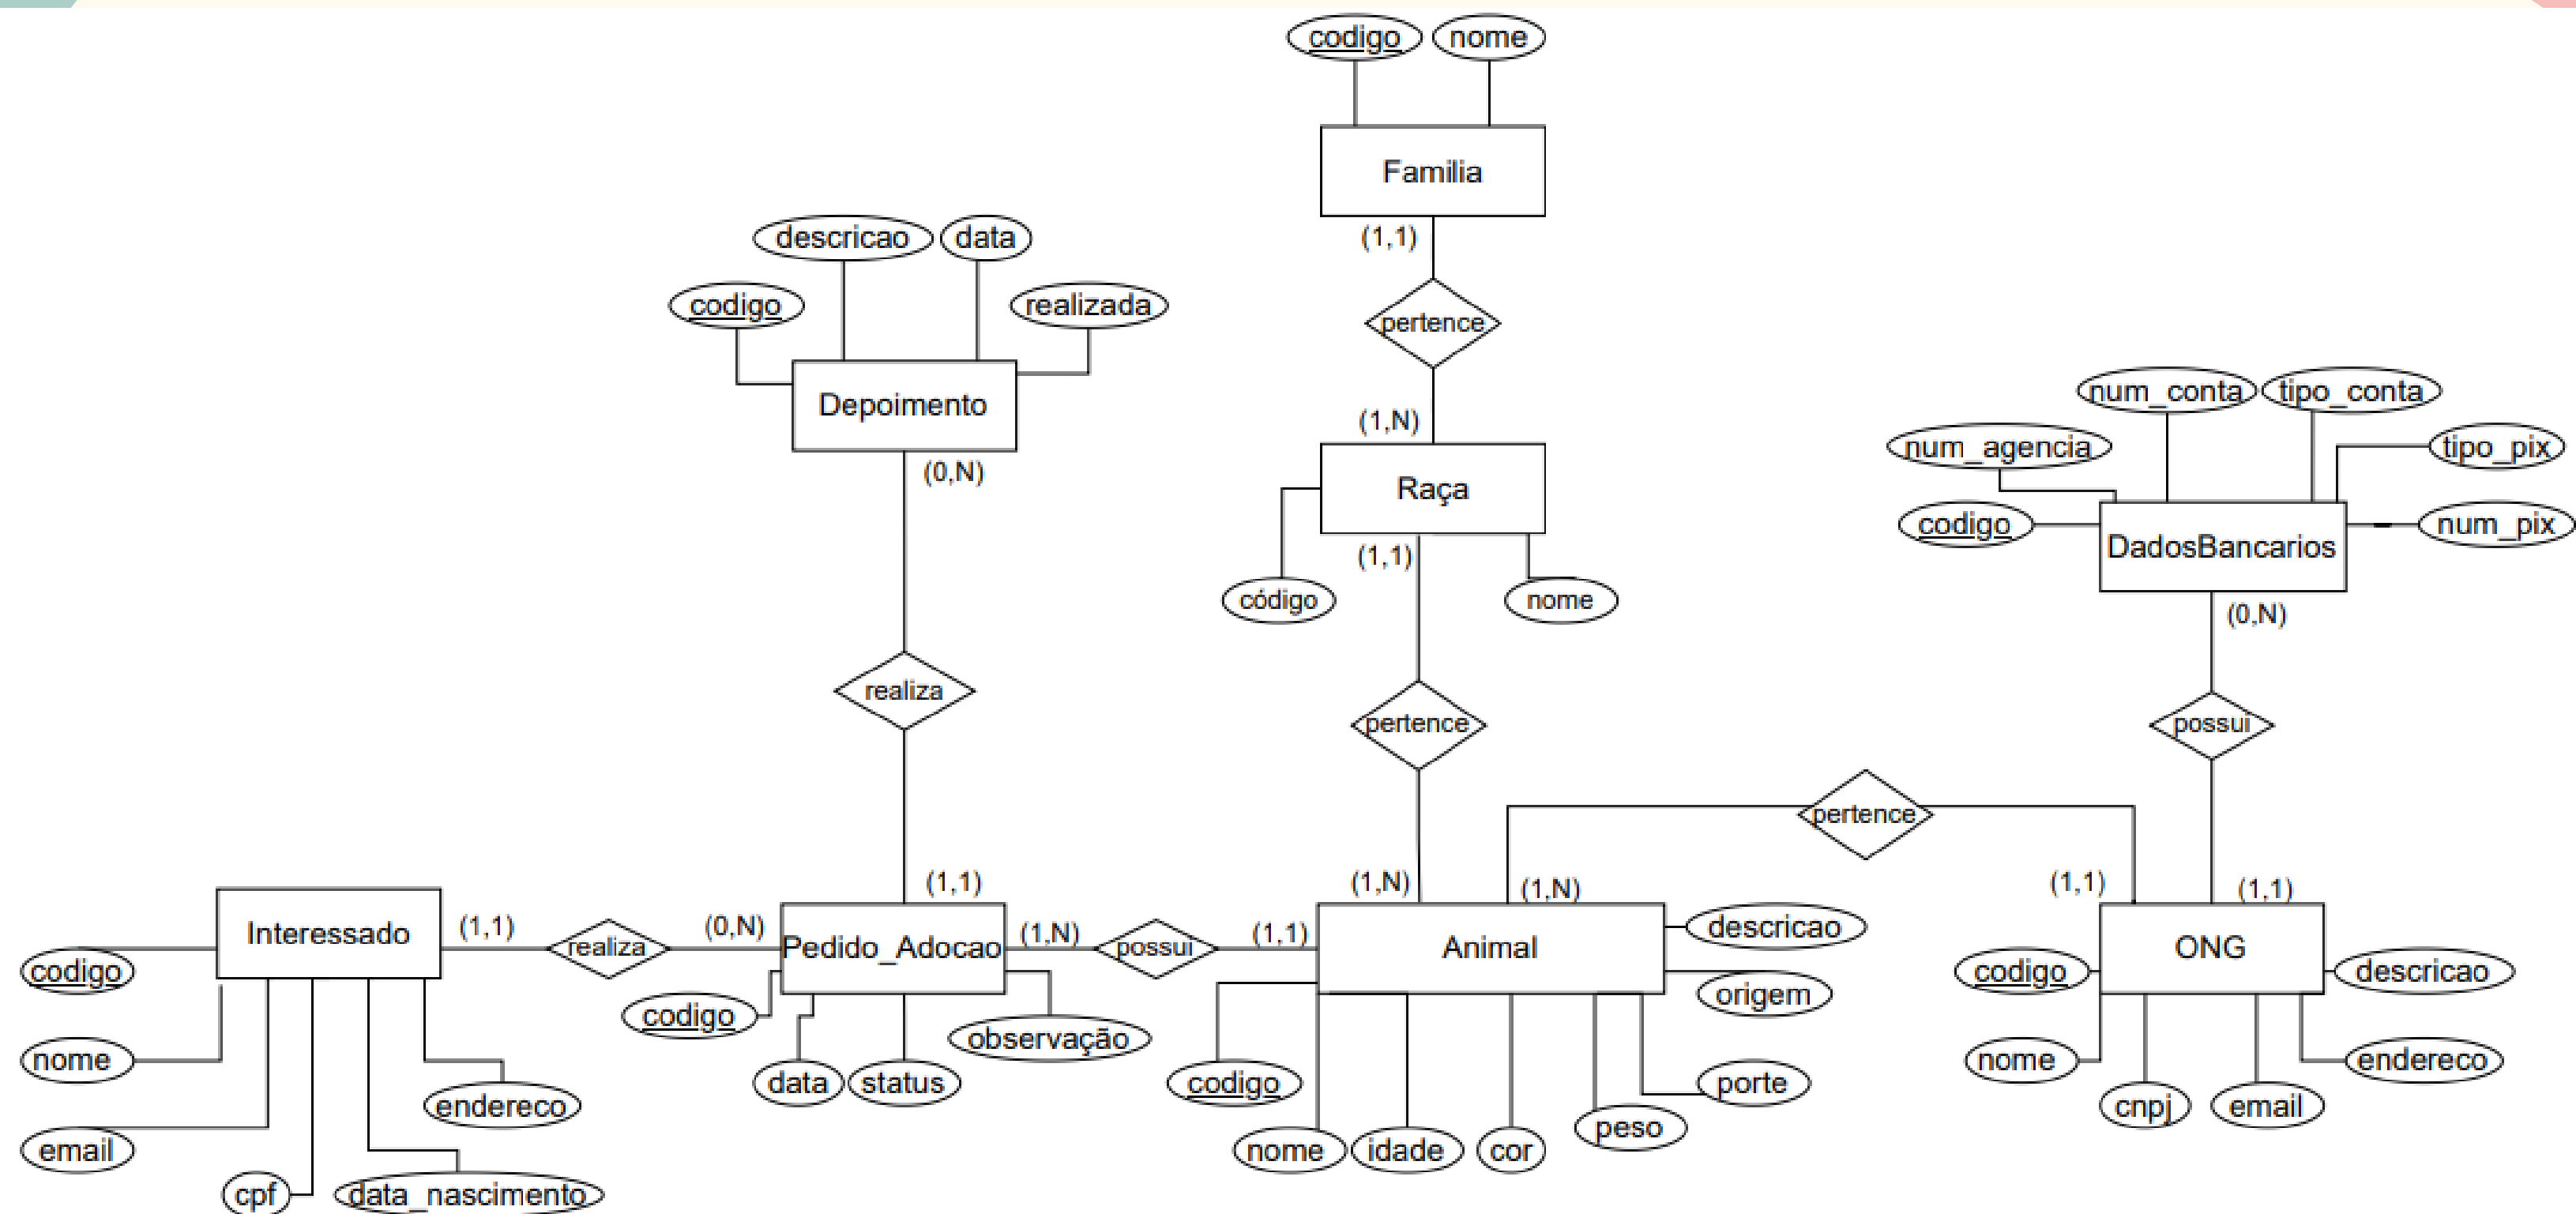 codigo nome
Familia
(1,1)
descricao data
codigo realizada
pertence
Depoimento
(0,N)
(1,N)
Raça
(1,1)
código nome
num_conta tipo_conta
num_agencia tipo_pix
codigo num_pix
DadosBancarios
(0,N)
realiza
pertence
possui
pertence
(1,1)
(1,N)
(1,N)
(1,1)
(1,1)
Interessado
(1,1)
realiza
(0,N)
Pedido_Adocao
(1,N)
possui
(1,1)
Animal
descricao
origem
ONG
codigo
descricao
codigo
nome
email
cpf
data_nascimento
endereco
codigo
data
status
observação
codigo
nome
idade
cor
peso
porte
nome
cnpj
email
endereco